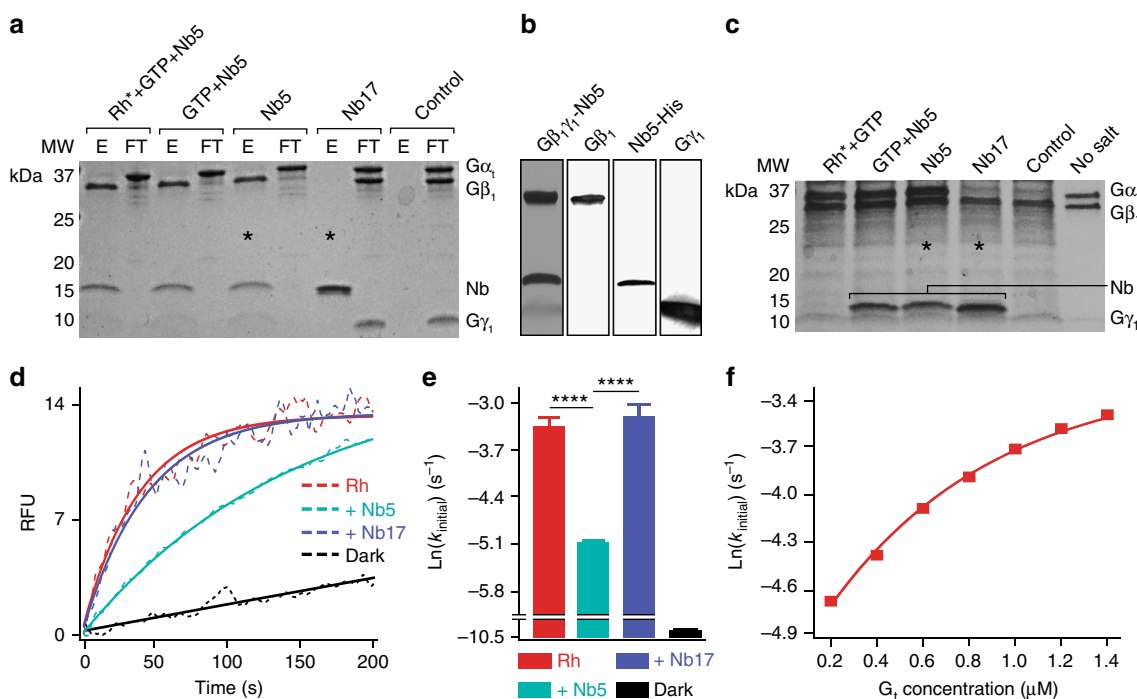 a
Rh*+GTP+Nb5
GTP+Nb5
Nb5
Nb17
Control
MW E FT E FT E FT E FT E FT
kDa
37
25
20
15
10
* *
Gαt
Gβ1
Nb
Gγ1
b
Gβ1γ1-Nb5
Gβ1
Nb5-His
Gγ1
c
Rh*+GTP
GTP+Nb5
Nb5
Nb17
Control
No salt
MW
kDa
37
25
20
15
10
* *
Gα
Gβ
Nb
Gγ1
d
RFU
14
7
0
Rh
+ Nb5
+ Nb17
Dark
0 50 100 150 200
Time (s)
e
Ln(kinitial) (s−1)
**** ****
−3.0
−3.7
−4.4
−5.1
−5.8
−10.5
Rh + Nb17
+ Nb5 Dark
f
Ln(kinitial) (s−1)
−3.4
−3.7
−4.0
−4.3
−4.6
−4.9
0.2 0.4 0.6 0.8 1.0 1.2 1.4
Gt concentration (μM)